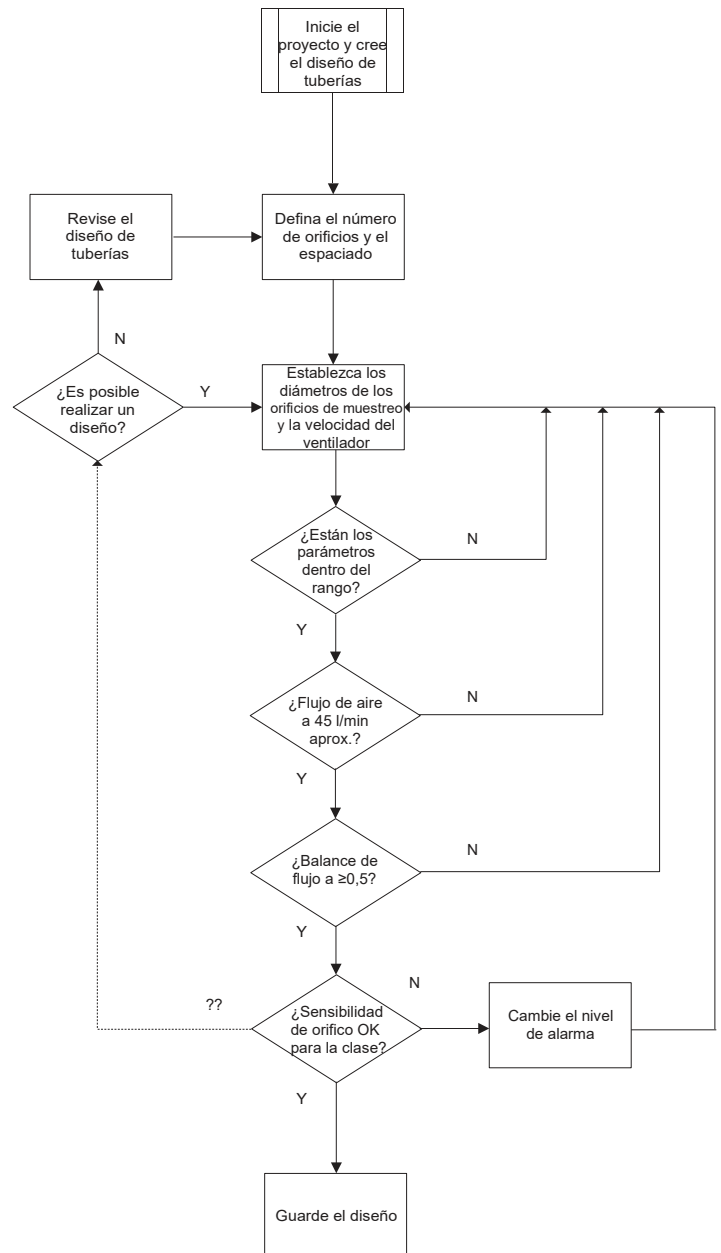 Inicie el
proyecto y cree
el diseño de
tuberías
Revise el
diseño de
tuberías
Defina el número
de orificios y el
espaciado
N
¿Es posible
realizar un
diseño?
Y
Establezca los
diámetros de los
orificios de muestreo
y la velocidad del
ventilador
¿Están los
parámetros
dentro del
rango?
N
Y
¿Flujo de aire
a 45 l/min
aprox.?
N
Y
¿Balance de
flujo a ≥0,5?
N
Y
??
¿Sensibilidad
de orifico OK
para la clase?
N
Cambie el nivel
de alarma
Y
Guarde el diseño